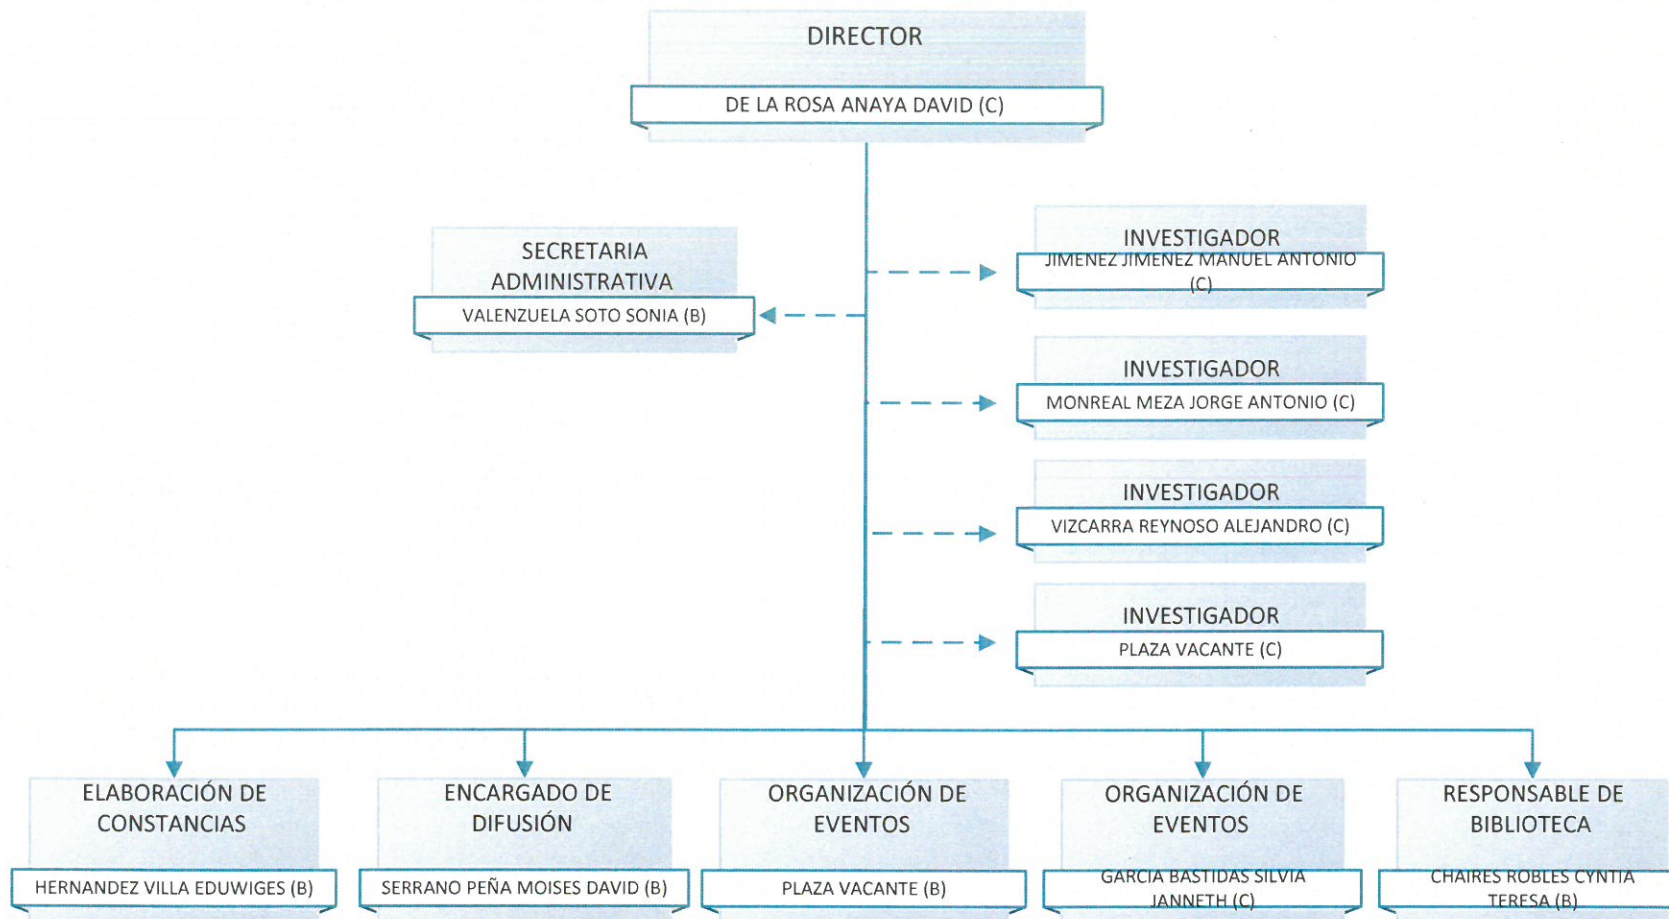 DIRECTOR
DE LA ROSA ANAYA DAVID (C)
SECRETARIA
ADMINISTRATIVA
VALENZUELA SOTO SONIA (B)
INVESTIGADOR
JIMENEZ JIMENEZ MANUEL ANTONIO
(C)
INVESTIGADOR
MONREAL MEZA JORGE ANTONIO (C)
INVESTIGADOR
VIZCARRA REYNOSO ALEJANDRO (C)
INVESTIGADOR
PLAZA VACANTE (C)
ELABORACIÓN DE
CONSTANCIAS
HERNANDEZ VILLA EDUWIGES (B)
ENCARGADO DE
DIFUSIÓN
SERRANO PEÑA MOISES DAVID (B)
ORGANIZACIÓN DE
EVENTOS
PLAZA VACANTE (B)
ORGANIZACIÓN DE
EVENTOS
GARCIA BASTIDAS SILVIA
JANNETH (C)
RESPONSABLE DE
BIBLIOTECA
CHAIRES ROBLES CYNTIA
TERESA (B)